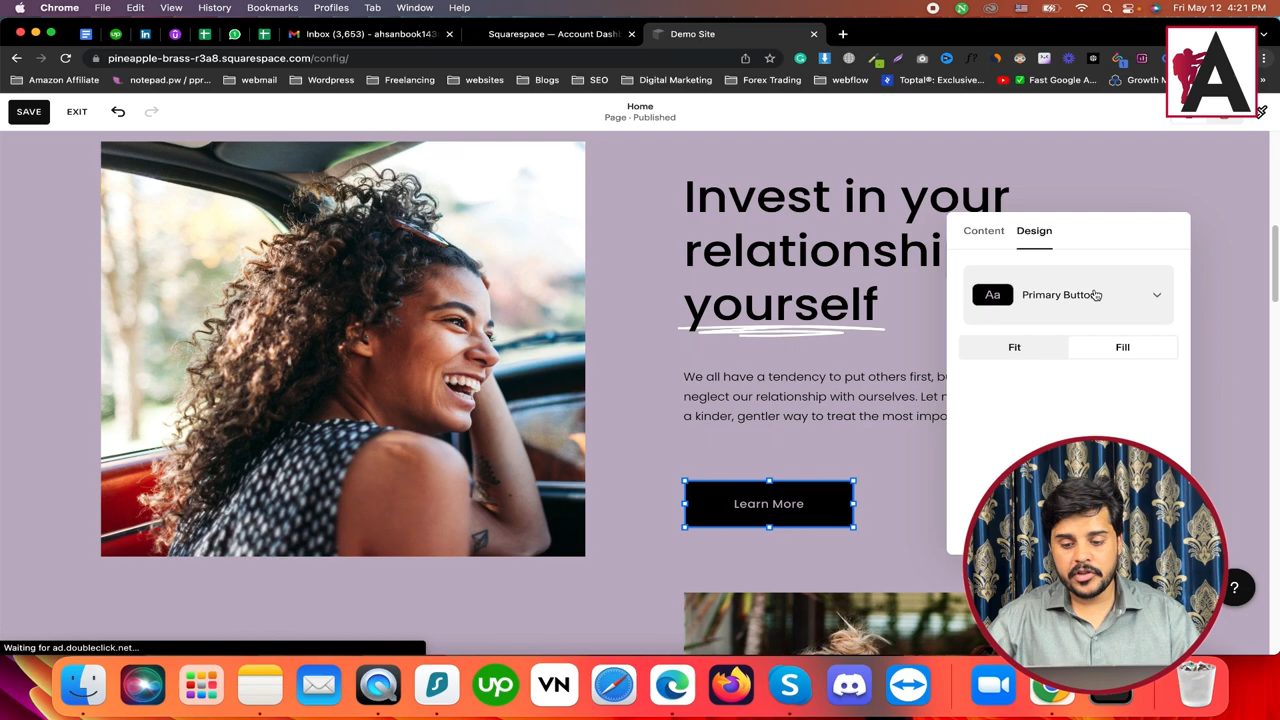 Chrome File Edit View History Bookmarks Profiles Tab Window Help
Fri May 12 4:21 PM
Inbox (3,653) – ahsanbook143 Squarespace — Account Dash Demo Site
pineapple-brass-r3a8.squarespace.com/config/
Amazon Affiliate notepad.pw / ppr... webmail Wordpress Freelancing websites Blogs SEO Digital Marketing Forex Trading webflow Toptal®: Exclusive... Fast Google A... Growth
A
SAVE EXIT
Home
Page · Published
Invest in your
relationshi
yourself
Content Design
Aa Primary Button
Fit Fill
We all have a tendency to put others first, b
neglect our relationship with ourselves. Let
a kinder, gentler way to treat the most impo
Learn More
?
Waiting for ad.doubleclick.net...
up VN S